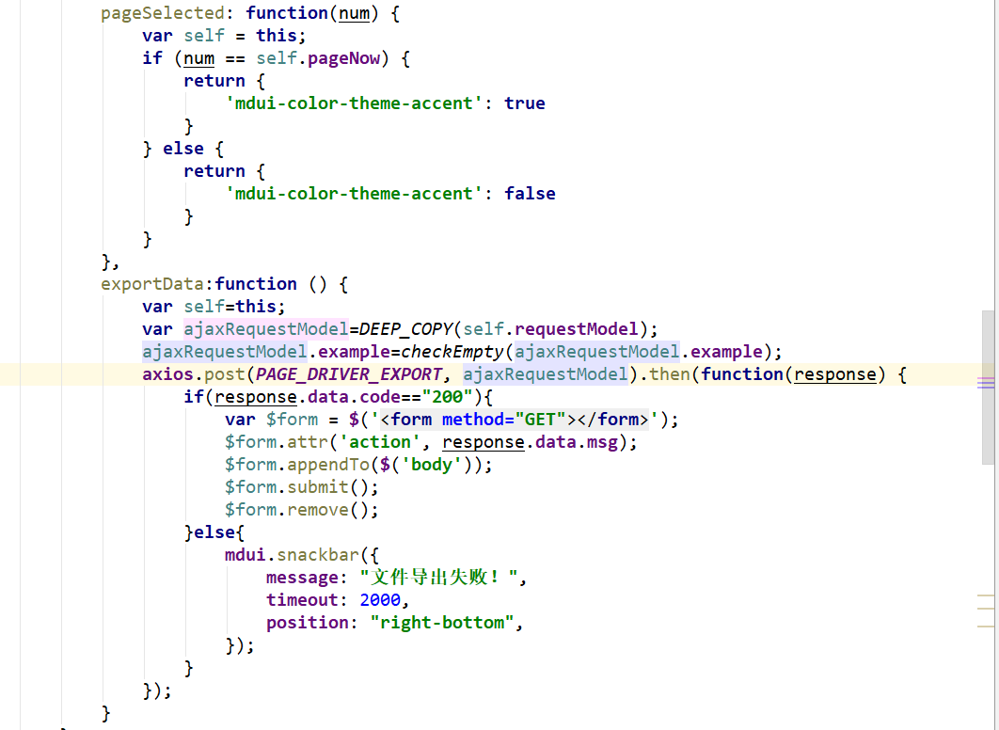 pageSelected: function(num) {
var self = this;
if (num == self.pageNow) {
return {
'mdui-color-theme-accent': true
}
} else {
return {
'mdui-color-theme-accent': false
}
}
},
exportData:function () {
var self=this;
var ajaxRequestModel=DEEP_COPY(self.requestModel);
ajaxRequestModel.example=checkEmpty(ajaxRequestModel.example);
axios.post(PAGE_DRIVER_EXPORT, ajaxRequestModel).then(function(response) {
if(response.data.code=="200"){
var $form = $('<form method="GET"></form>');
$form.attr('action', response.data.msg);
$form.appendTo($('body'));
$form.submit();
$form.remove();
}else{
mdui.snackbar({
message: "文件导出失败！",
timeout: 2000,
position: "right-bottom",
});
}
});
}